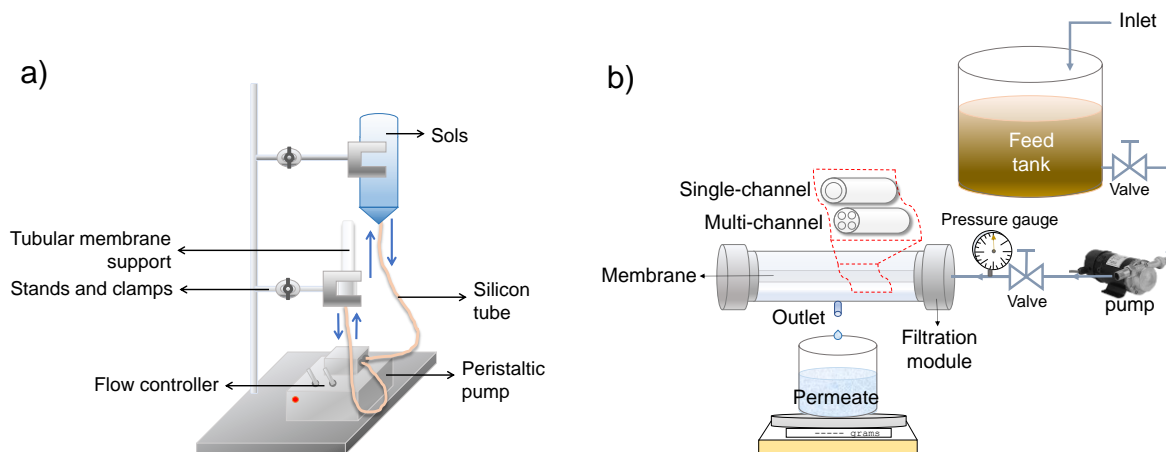 a)
Sols
Tubular membrane
support
Stands and clamps
Silicon
tube
Flow controller
Peristaltic
pump
b)
Inlet
Feed
tank
Valve
Single-channel
Multi-channel
Pressure gauge
Membrane
Valve
pump
Outlet
Filtration
module
Permeate
----- grams